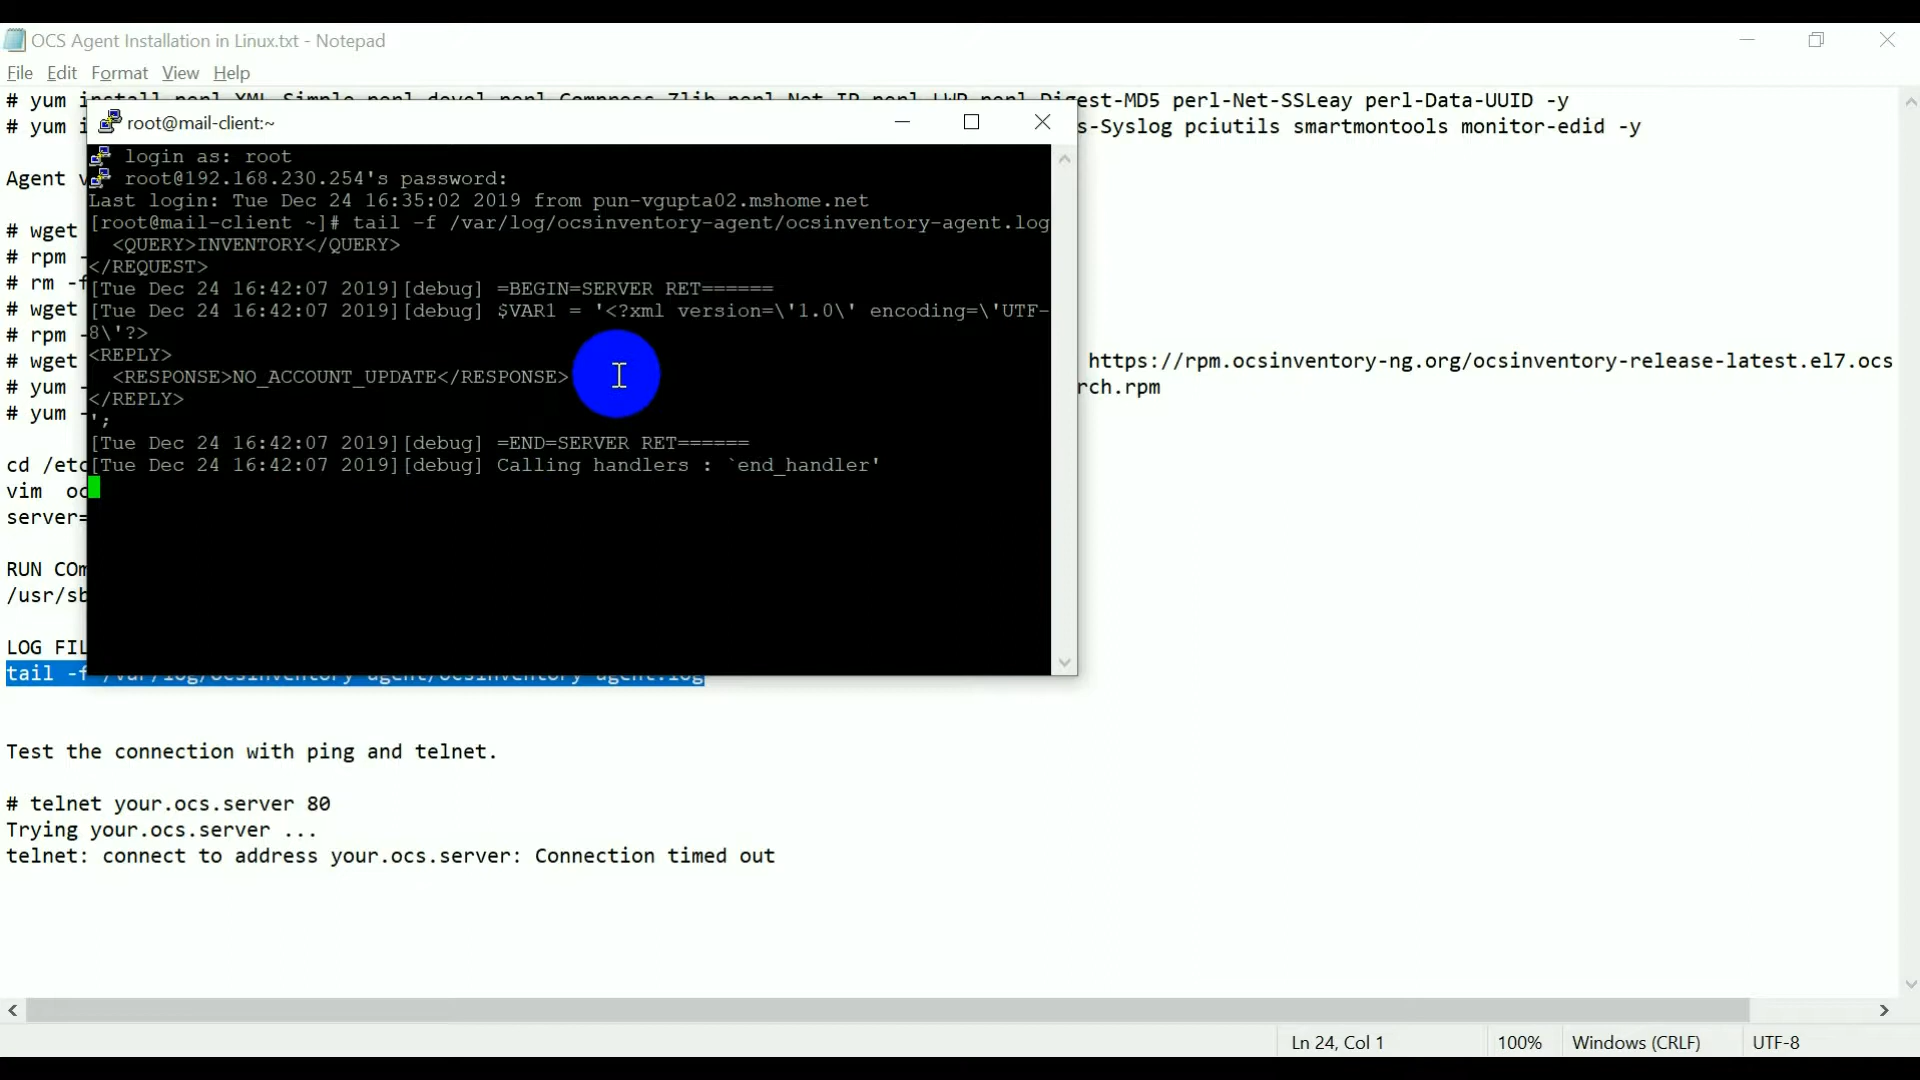 OCS Agent Installation in Linux.txt - Notepad
File Edit Format View Help
# yum install perl-XML-Simple perl-devel perl-Compress-Zlib perl-Net-IP perl-LWP perl-Digest-MD5 perl-Net-SSLeay perl-Data-UUID -y
# yum i s-Syslog pciutils smartmontools monitor-edid -y
root@mail-client:~
login as: root
root@192.168.230.254's password:
Last login: Tue Dec 24 16:35:02 2019 from pun-vgupta02.mshome.net
[root@mail-client ~]# tail -f /var/log/ocsinventory-agent/ocsinventory-agent.log
<QUERY>INVENTORY</QUERY>
</REQUEST>
[Tue Dec 24 16:42:07 2019][debug] =BEGIN=SERVER RET======
[Tue Dec 24 16:42:07 2019][debug] $VAR1 = '<?xml version=\'1.0\' encoding=\'UTF-
8\'?>
<REPLY>
<RESPONSE>NO_ACCOUNT_UPDATE</RESPONSE>
</REPLY>
';
[Tue Dec 24 16:42:07 2019][debug] =END=SERVER RET======
[Tue Dec 24 16:42:07 2019][debug] Calling handlers : `end_handler'
Agent v
# wget
# rpm -
# rm -f
# wget
# rpm -
# wget https://rpm.ocsinventory-ng.org/ocsinventory-release-latest.el7.ocs
# yum - rch.rpm
# yum -
cd /etc
vim oc
server=
RUN COm
/usr/sb
LOG FIL
tail -f /var/log/ocsinventory-agent/ocsinventory-agent.log
Test the connection with ping and telnet.
# telnet your.ocs.server 80
Trying your.ocs.server ...
telnet: connect to address your.ocs.server: Connection timed out
Ln 24, Col 1 100% Windows (CRLF) UTF-8